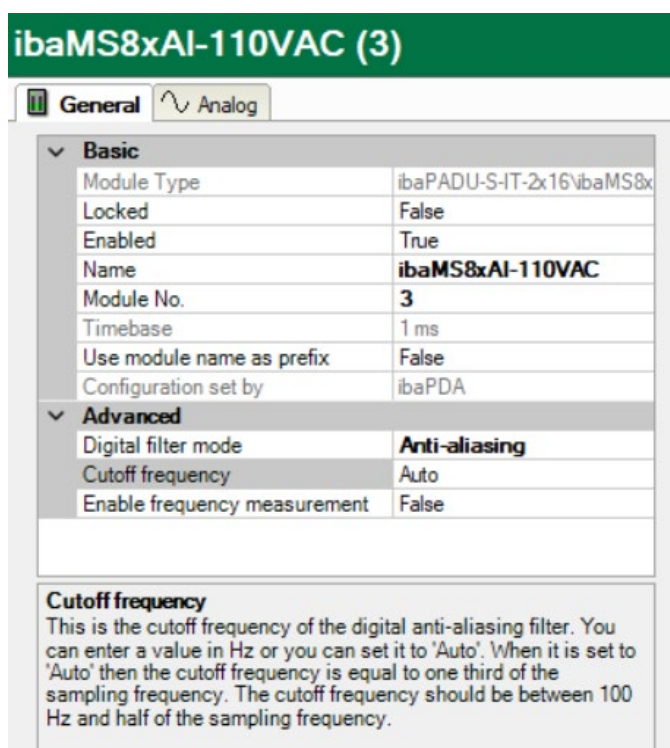 ibaMS8xAI-110VAC (3)
General Analog
Basic
Module Type ibaPADU-S-IT-2x16\ibaMS8x
Locked False
Enabled True
Name ibaMS8xAI-110VAC
Module No. 3
Timebase 1 ms
Use module name as prefix False
Configuration set by ibaPDA
Advanced
Digital filter mode Anti-aliasing
Cutoff frequency Auto
Enable frequency measurement False
Cutoff frequency
This is the cutoff frequency of the digital anti-aliasing filter. You
can enter a value in Hz or you can set it to 'Auto'. When it is set to
'Auto' then the cutoff frequency is equal to one third of the
sampling frequency. The cutoff frequency should be between 100
Hz and half of the sampling frequency.